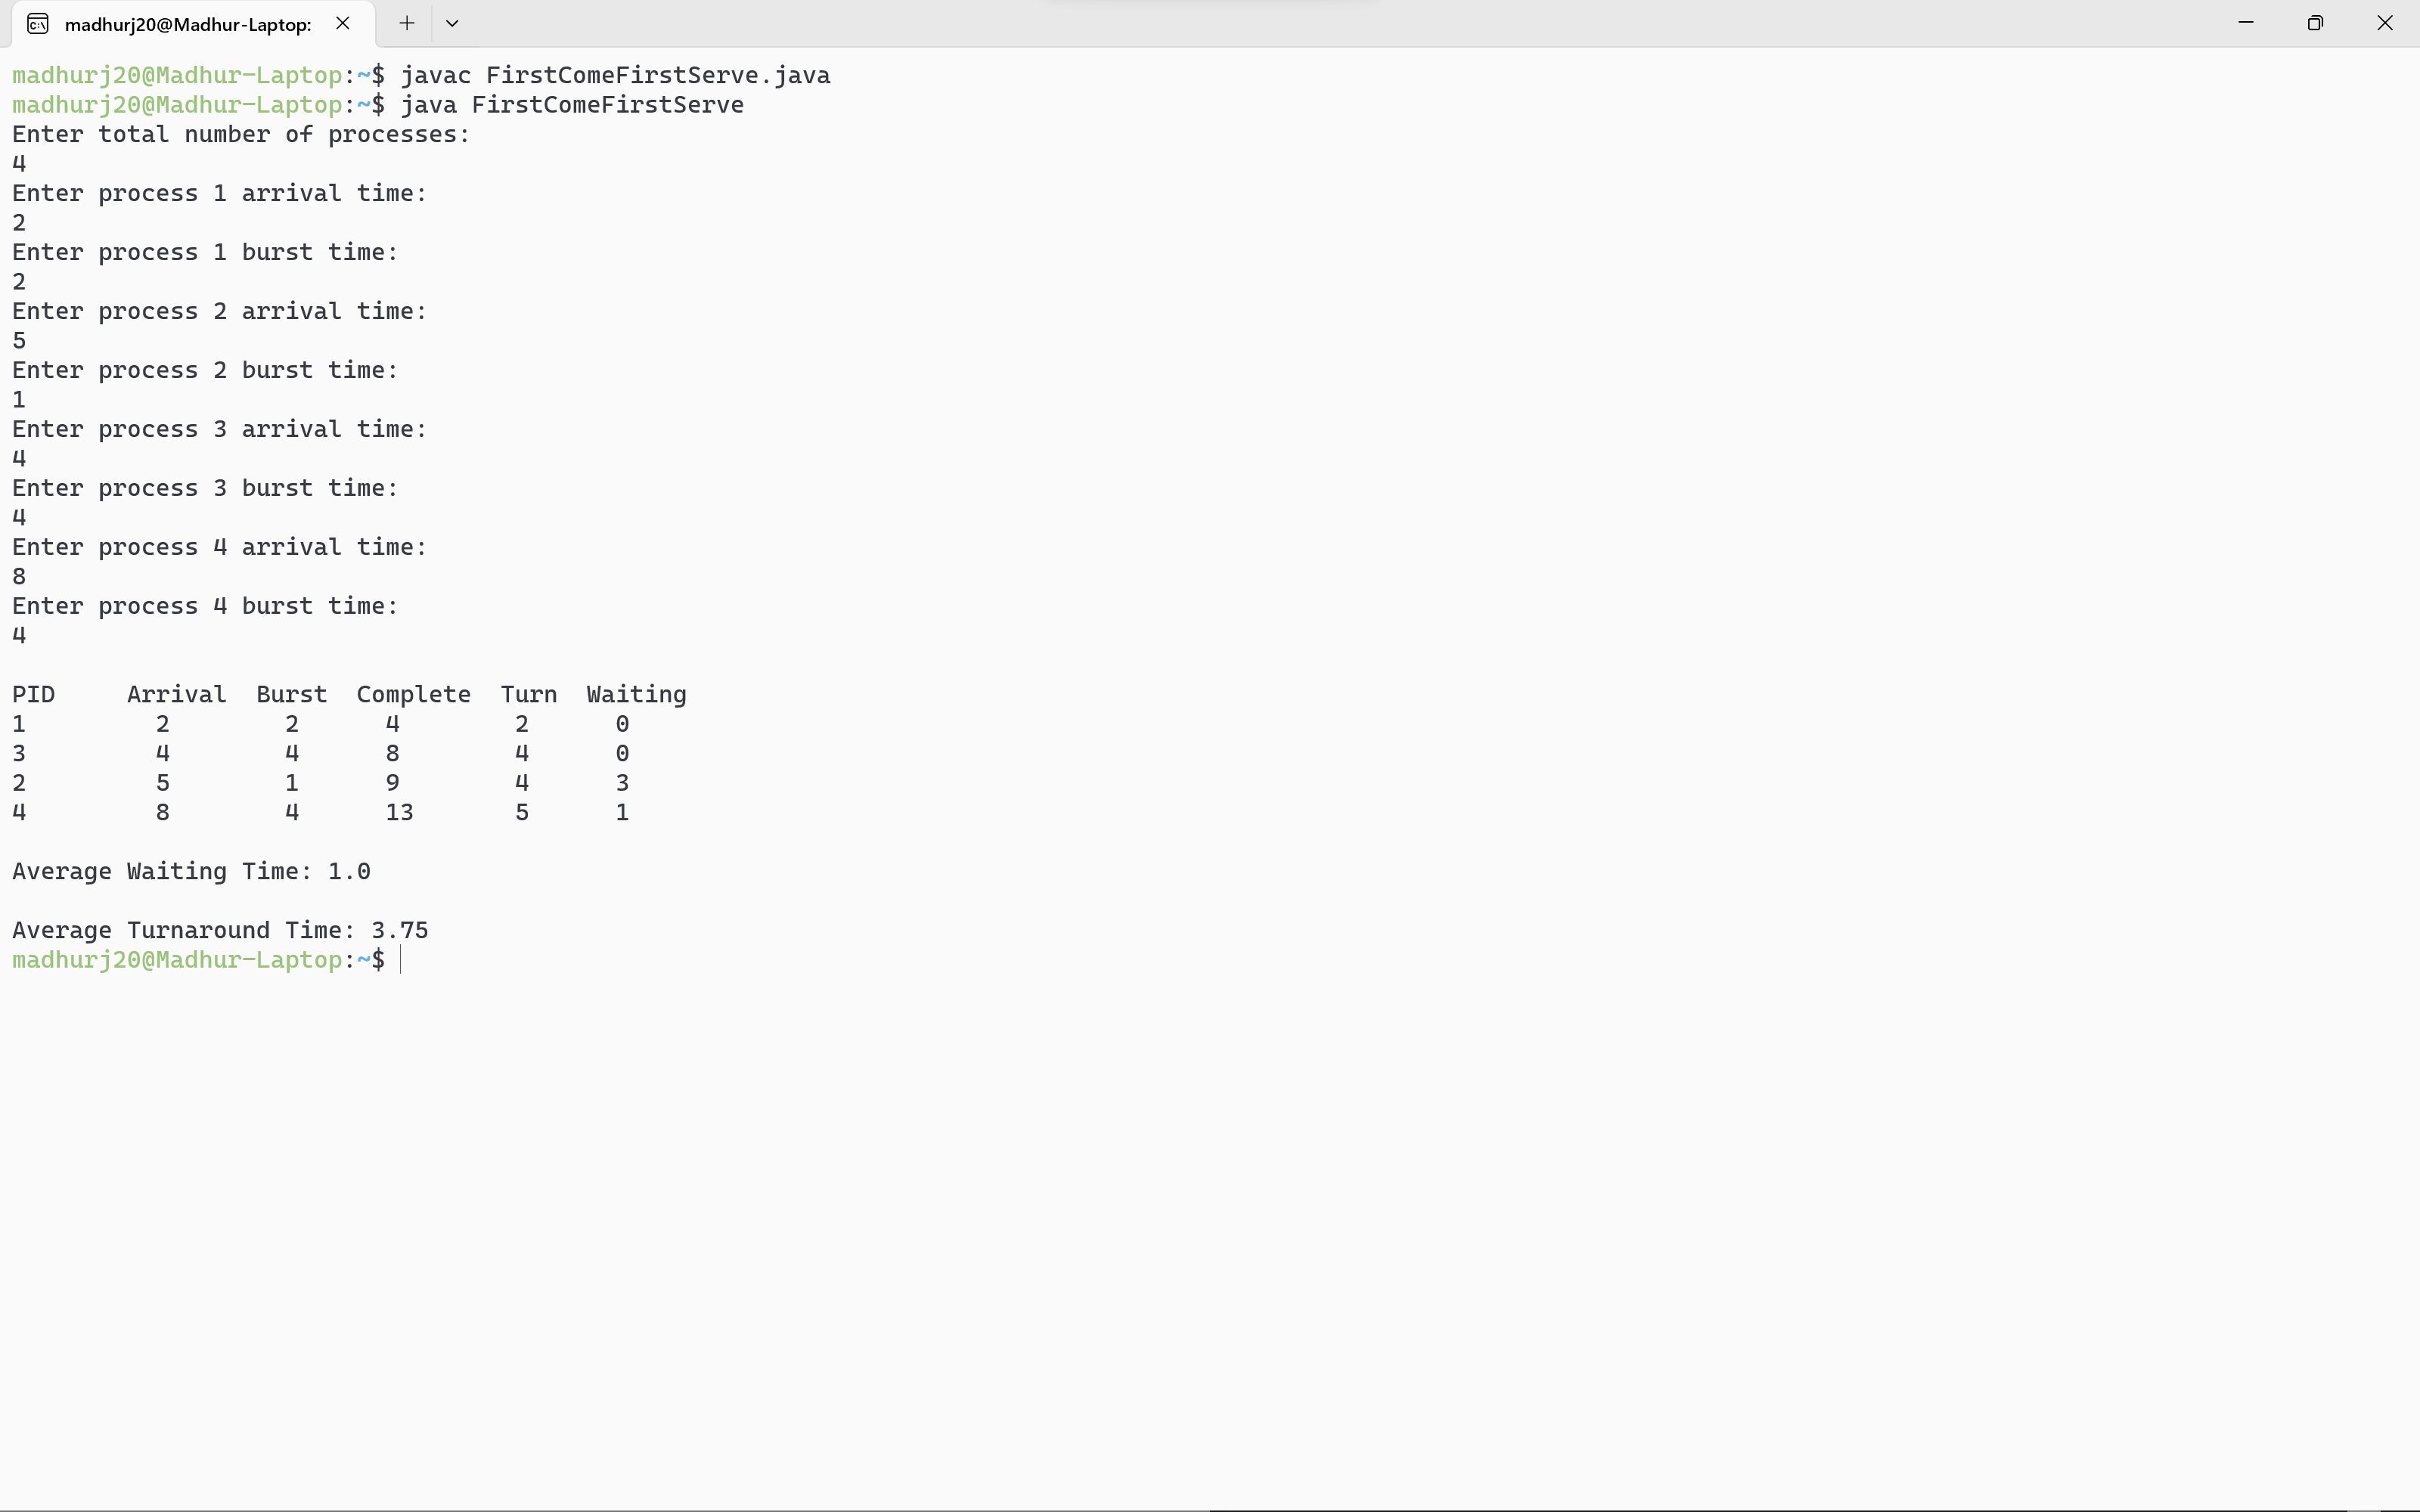 madhurj20@Madhur-Laptop:
madhurj20@Madhur-Laptop:~$ javac FirstComeFirstServe.java
madhurj20@Madhur-Laptop:~$ java FirstComeFirstServe
Enter total number of processes:
4
Enter process 1 arrival time:
2
Enter process 1 burst time:
2
Enter process 2 arrival time:
5
Enter process 2 burst time:
1
Enter process 3 arrival time:
4
Enter process 3 burst time:
4
Enter process 4 arrival time:
8
Enter process 4 burst time:
4
PID     Arrival  Burst  Complete  Turn  Waiting
1         2        2      4        2      0
3         4        4      8        4      0
2         5        1      9        4      3
4         8        4      13       5      1
Average Waiting Time: 1.0
Average Turnaround Time: 3.75
madhurj20@Madhur-Laptop:~$